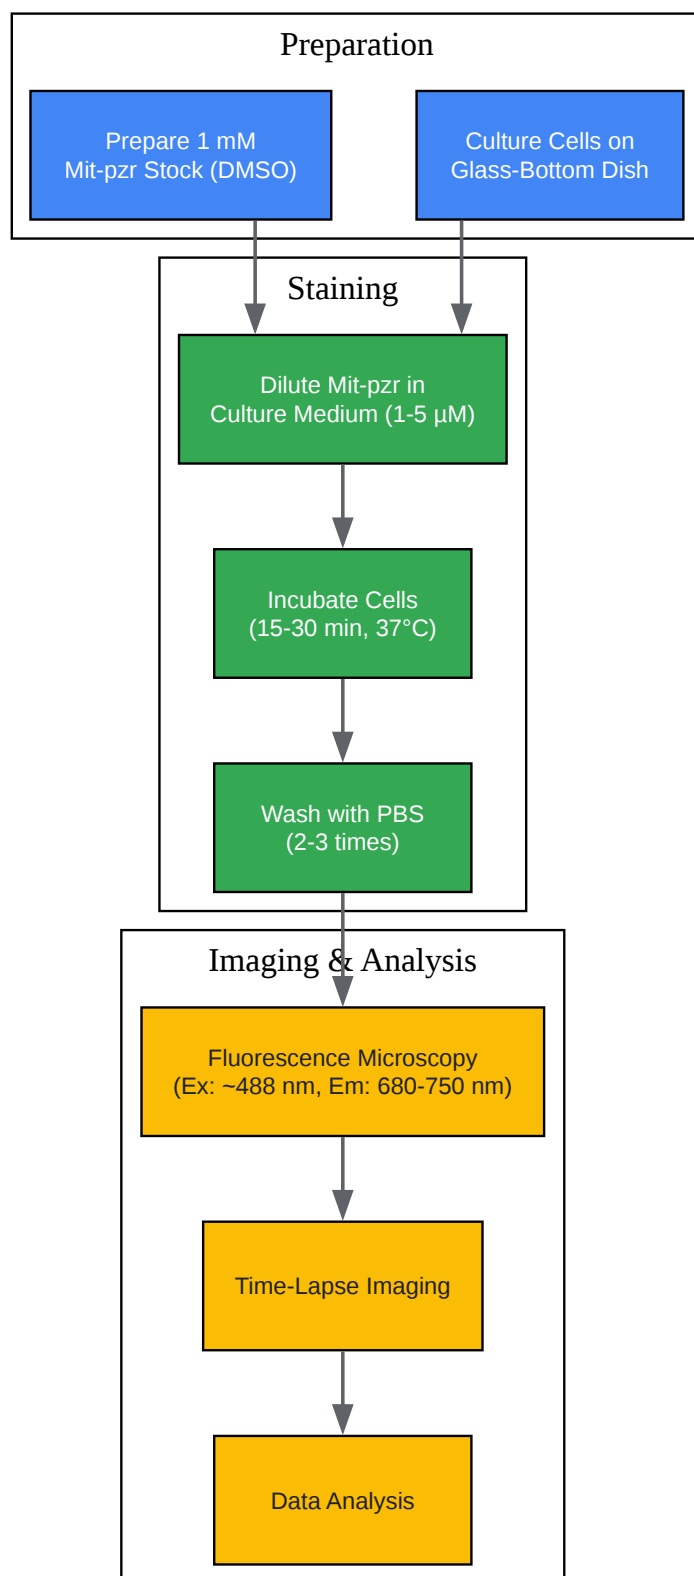 Preparation
Prepare 1 mM
Mit-pzr Stock (DMSO)
Culture Cells on
Glass-Bottom Dish
Staining
Dilute Mit-pzr in
Culture Medium (1-5 µM)
Incubate Cells
(15-30 min, 37°C)
Wash with PBS
(2-3 times)
Imaging & Analysis
Fluorescence Microscopy
(Ex: ~488 nm, Em: 680-750 nm)
Time-Lapse Imaging
Data Analysis